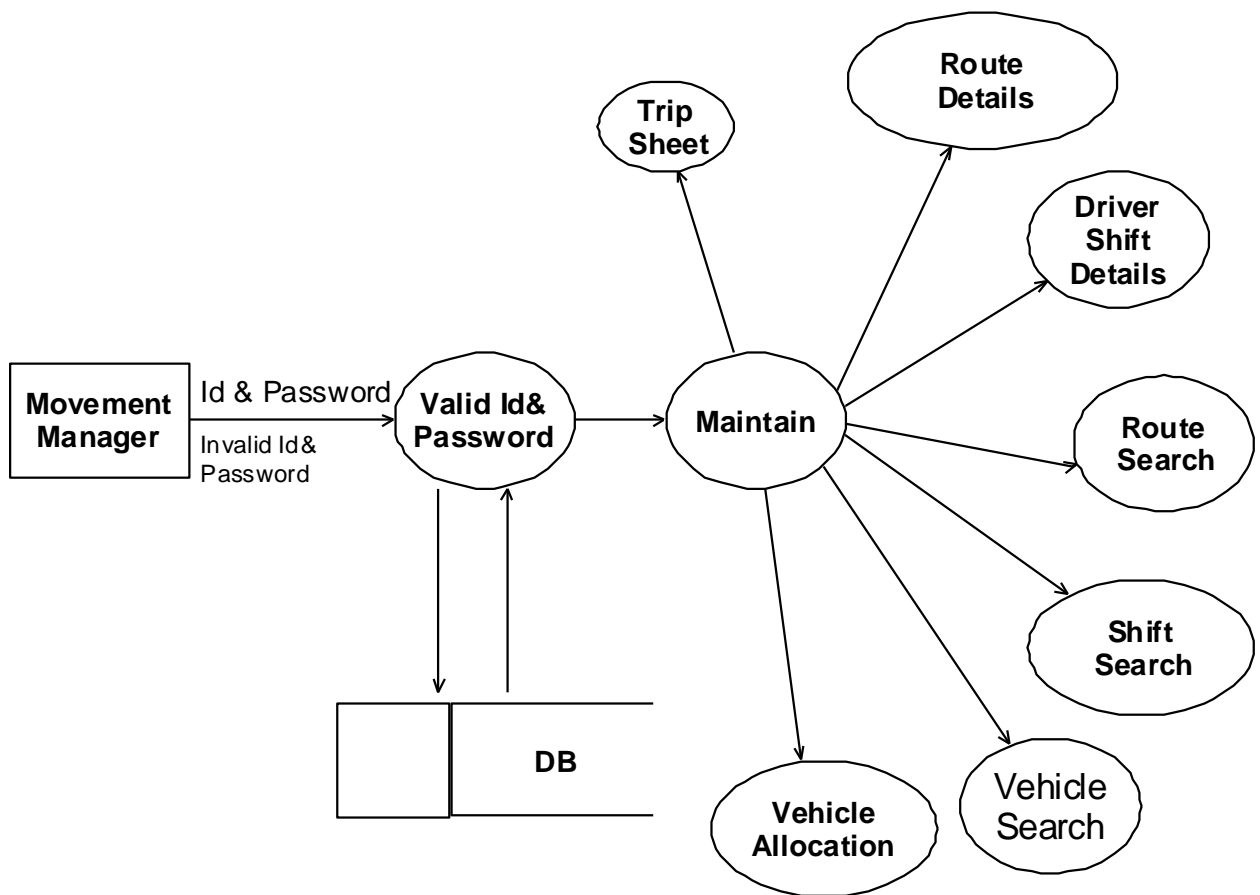 Route
Details
Trip
Sheet
Driver
Shift
Details
Movement
Manager
Id & Password
Invalid Id&
Password
Valid Id&
Password
Maintain
Route
Search
Shift
Search
DB
Vehicle
Allocation
Vehicle
Search